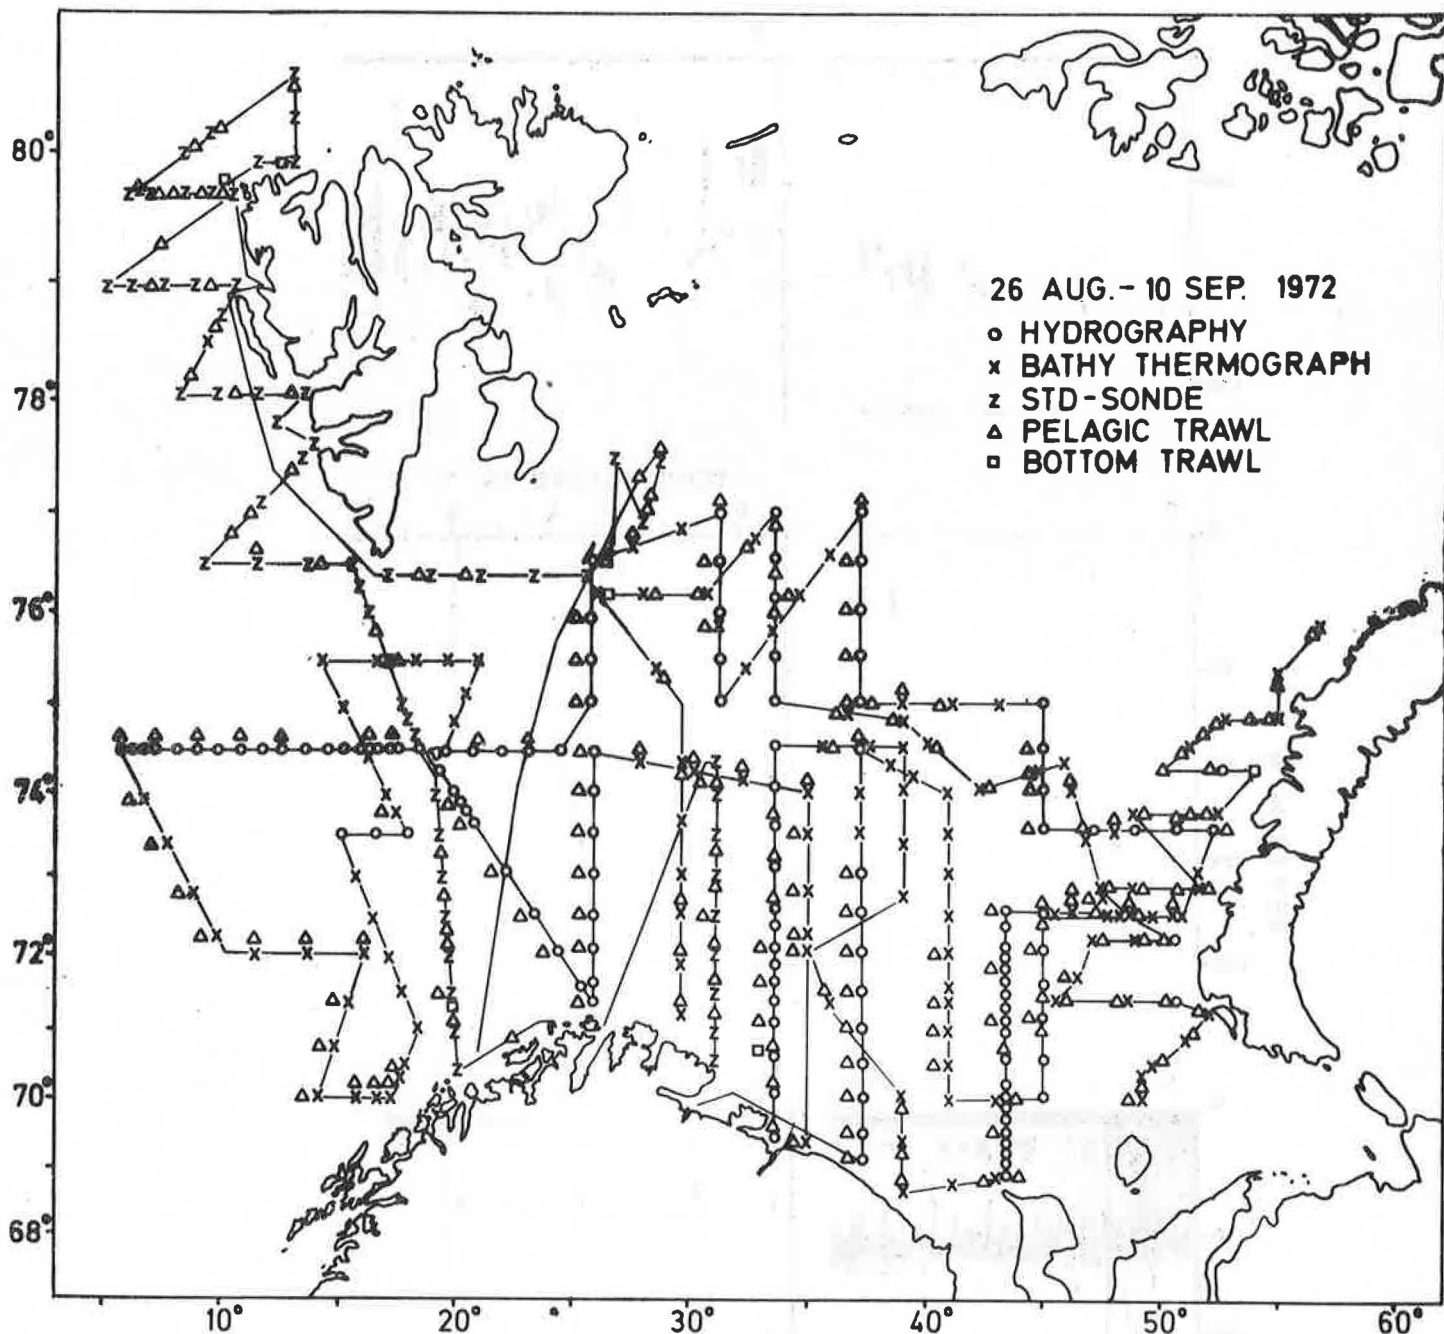 80°
78°
76°
74°
72°
70°
68°
26 AUG.- 10 SEP. 1972
o HYDROGRAPHY
x BATHY THERMOGRAPH
z STD-SONDE
△ PELAGIC TRAWL
□ BOTTOM TRAWL
10° 20° 30° 40° 50° 60°